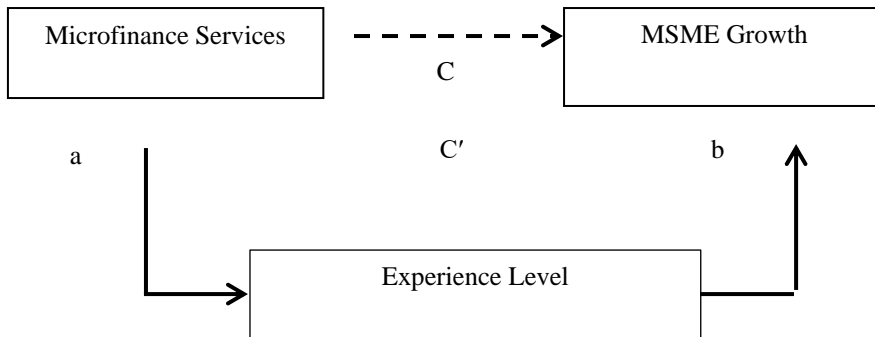 Microfinance Services
MSME Growth
C
a
C′
b
Experience Level